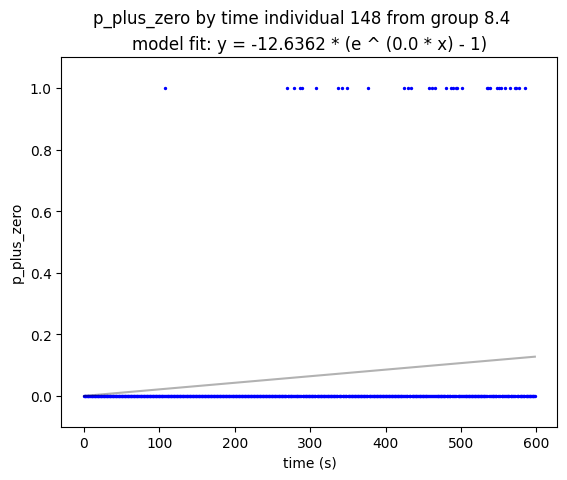 p_plus_zero by time individual 148 from group 8.4
model fit: y = -12.6362 * (e ^ (0.0 * x) - 1)
1.0
0.8
0.6
0.4
0.2
0.0
p_plus_zero
0 100 200 300 400 500 600
time (s)